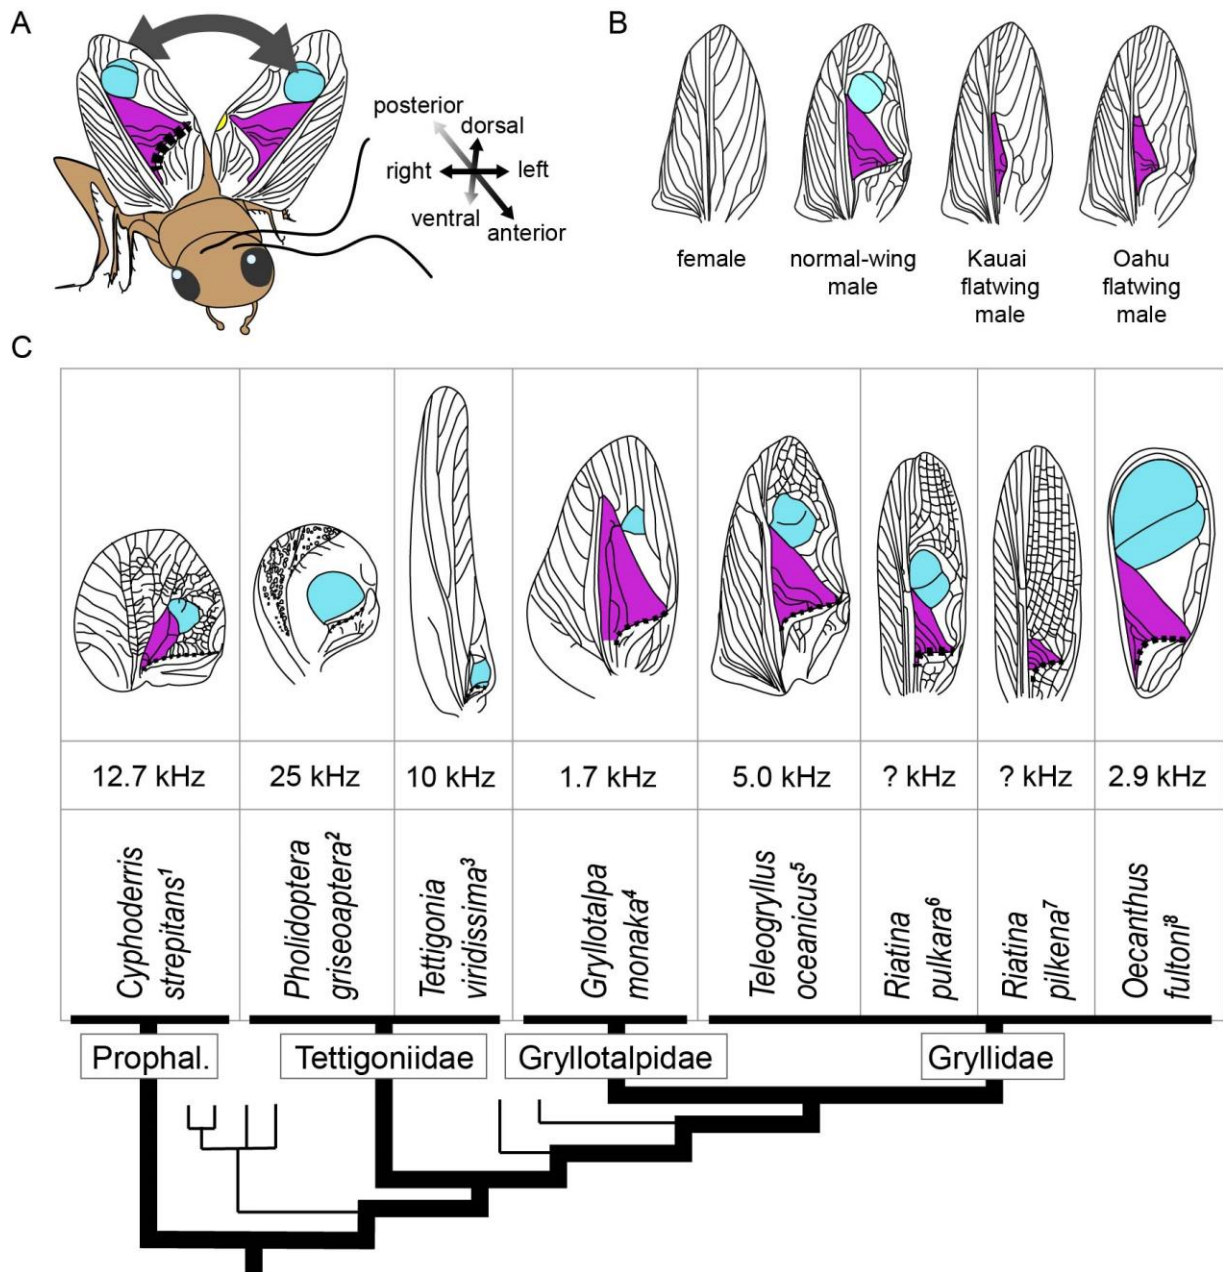 A
posterior
dorsal
right
left
ventral
anterior
B
female
normal-wing
male
Kauai
flatwing
male
Oahu
flatwing
male
C
12.7 kHz
25 kHz
10 kHz
1.7 kHz
5.0 kHz
? kHz
? kHz
2.9 kHz
Cyphoderris
strepitans¹
Pholidoptera
griseoaptera²
Tettigonia
viridissima³
Gryllotalpa
monaka⁴
Teleogryllus
oceanicus⁵
Riatina
pulkara⁶
Riatina
pilkena⁷
Oecanthus
fultoni⁸
Prophal.
Tettigoniidae
Gryllotalpidae
Gryllidae